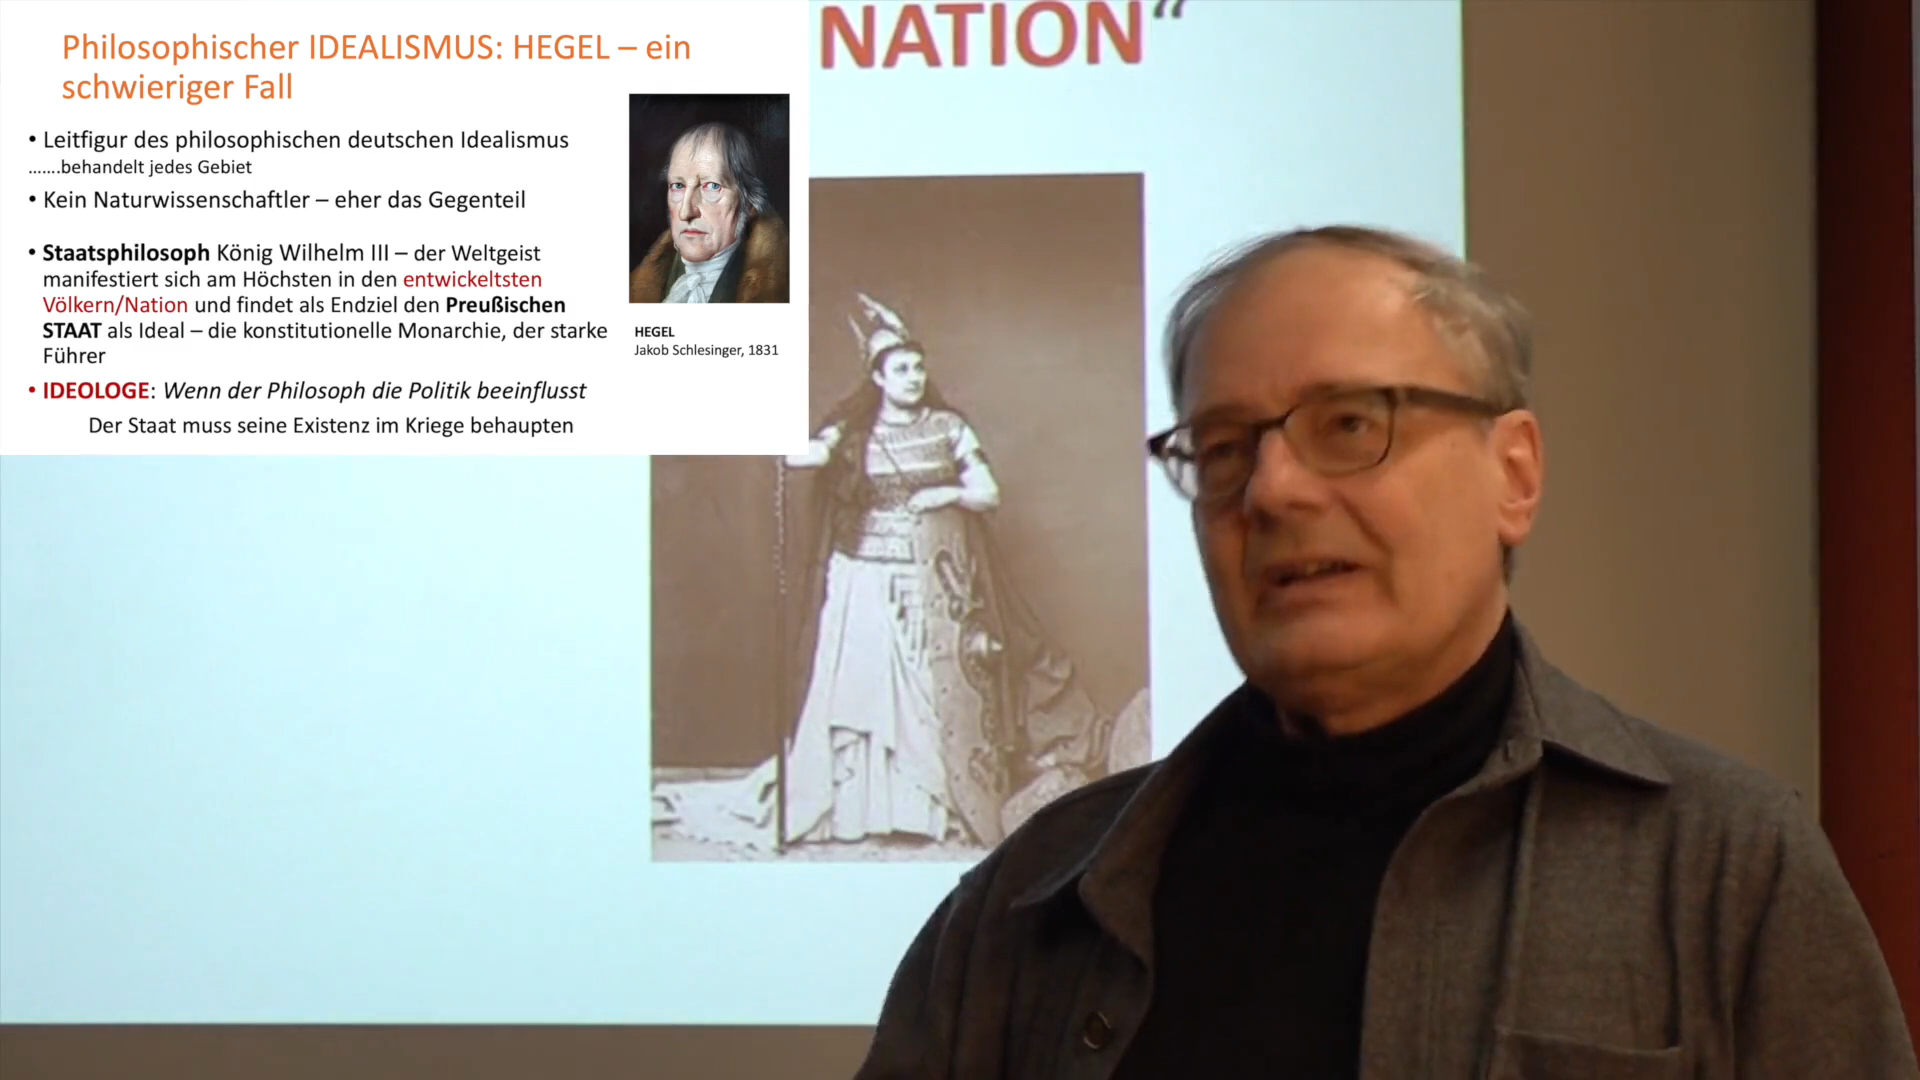 Philosophischer IDEALISMUS: HEGEL – ein
schwieriger Fall
• Leitfigur des philosophischen deutschen Idealismus
…….behandelt jedes Gebiet
• Kein Naturwissenschaftler – eher das Gegenteil
• Staatsphilosoph König Wilhelm III – der Weltgeist
manifestiert sich am Höchsten in den entwickeltsten
Völkern/Nation und findet als Endziel den Preußischen
STAAT als Ideal – die konstitutionelle Monarchie, der starke
Führer
• IDEOLOGE: Wenn der Philosoph die Politik beeinflusst
Der Staat muss seine Existenz im Kriege behaupten
HEGEL
Jakob Schlesinger, 1831
NATION“